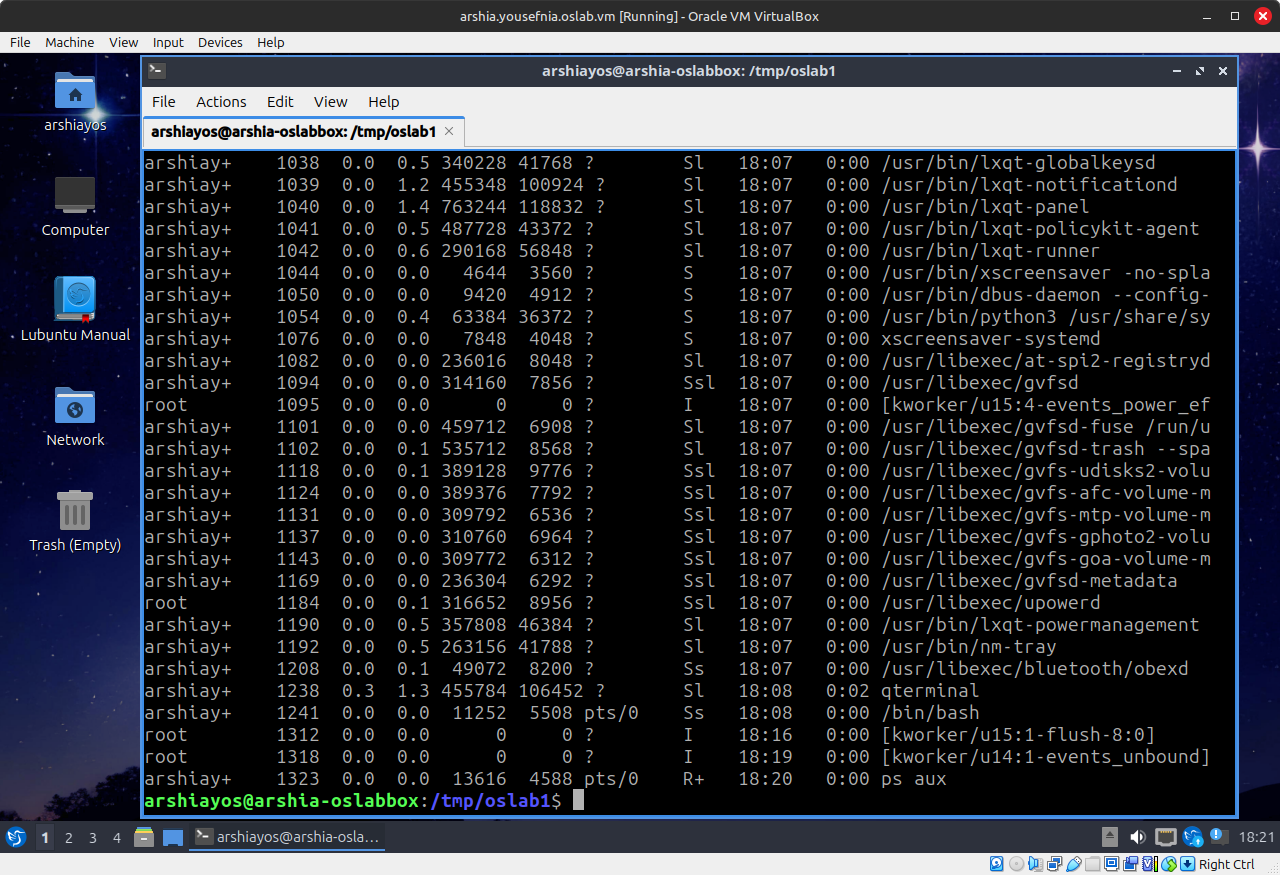 arshia.yousefnia.oslab.vm [Running] - Oracle VM VirtualBox
File Machine View Input Devices Help
arshiayos@arshia-oslabbox: /tmp/oslab1
File Actions Edit View Help
arshiayos@arshia-oslabbox: /tmp/oslab1
arshiayos
Computer
Lubuntu Manual
Network
Trash (Empty)
arshiay+ 1038 0.0 0.5 340228 41768 ? Sl 18:07 0:00 /usr/bin/lxqt-globalkeysd
arshiay+ 1039 0.0 1.2 455348 100924 ? Sl 18:07 0:00 /usr/bin/lxqt-notificationd
arshiay+ 1040 0.0 1.4 763244 118832 ? Sl 18:07 0:00 /usr/bin/lxqt-panel
arshiay+ 1041 0.0 0.5 487728 43372 ? Sl 18:07 0:00 /usr/bin/lxqt-policykit-agent
arshiay+ 1042 0.0 0.6 290168 56848 ? Sl 18:07 0:00 /usr/bin/lxqt-runner
arshiay+ 1044 0.0 0.0 4644 3560 ? S 18:07 0:00 /usr/bin/xscreensaver -no-spla
arshiay+ 1050 0.0 0.0 9420 4912 ? S 18:07 0:00 /usr/bin/dbus-daemon --config-
arshiay+ 1054 0.0 0.4 63384 36372 ? S 18:07 0:00 /usr/bin/python3 /usr/share/sy
arshiay+ 1076 0.0 0.0 7848 4048 ? S 18:07 0:00 xscreensaver-systemd
arshiay+ 1082 0.0 0.0 236016 8048 ? Sl 18:07 0:00 /usr/libexec/at-spi2-registryd
arshiay+ 1094 0.0 0.0 314160 7856 ? Ssl 18:07 0:00 /usr/libexec/gvfsd
root 1095 0.0 0.0 0 0 ? I 18:07 0:00 [kworker/u15:4-events_power_ef
arshiay+ 1101 0.0 0.0 459712 6908 ? Sl 18:07 0:00 /usr/libexec/gvfsd-fuse /run/u
arshiay+ 1102 0.0 0.1 535712 8568 ? Sl 18:07 0:00 /usr/libexec/gvfsd-trash --spa
arshiay+ 1118 0.0 0.1 389128 9776 ? Ssl 18:07 0:00 /usr/libexec/gvfs-udisks2-volu
arshiay+ 1124 0.0 0.0 389376 7792 ? Ssl 18:07 0:00 /usr/libexec/gvfs-afc-volume-m
arshiay+ 1131 0.0 0.0 309792 6536 ? Ssl 18:07 0:00 /usr/libexec/gvfs-mtp-volume-m
arshiay+ 1137 0.0 0.0 310760 6964 ? Ssl 18:07 0:00 /usr/libexec/gvfs-gphoto2-volu
arshiay+ 1143 0.0 0.0 309772 6312 ? Ssl 18:07 0:00 /usr/libexec/gvfs-goa-volume-m
arshiay+ 1169 0.0 0.0 236304 6292 ? Ssl 18:07 0:00 /usr/libexec/gvfsd-metadata
root 1184 0.0 0.1 316652 8956 ? Ssl 18:07 0:00 /usr/libexec/upowerd
arshiay+ 1190 0.0 0.5 357808 46384 ? Sl 18:07 0:00 /usr/bin/lxqt-powermanagement
arshiay+ 1192 0.0 0.5 263156 41788 ? Sl 18:07 0:00 /usr/bin/nm-tray
arshiay+ 1208 0.0 0.1 49072 8200 ? Ss 18:07 0:00 /usr/libexec/bluetooth/obexd
arshiay+ 1238 0.3 1.3 455784 106452 ? Sl 18:08 0:02 qterminal
arshiay+ 1241 0.0 0.0 11252 5508 pts/0 Ss 18:08 0:00 /bin/bash
root 1312 0.0 0.0 0 0 ? I 18:16 0:00 [kworker/u15:1-flush-8:0]
root 1318 0.0 0.0 0 0 ? I 18:19 0:00 [kworker/u14:1-events_unbound]
arshiay+ 1323 0.0 0.0 13616 4588 pts/0 R+ 18:20 0:00 ps aux
arshiayos@arshia-oslabbox:/tmp/oslab1$
1 2 3 4 arshiayos@arshia-osla... 18:21
Right Ctrl